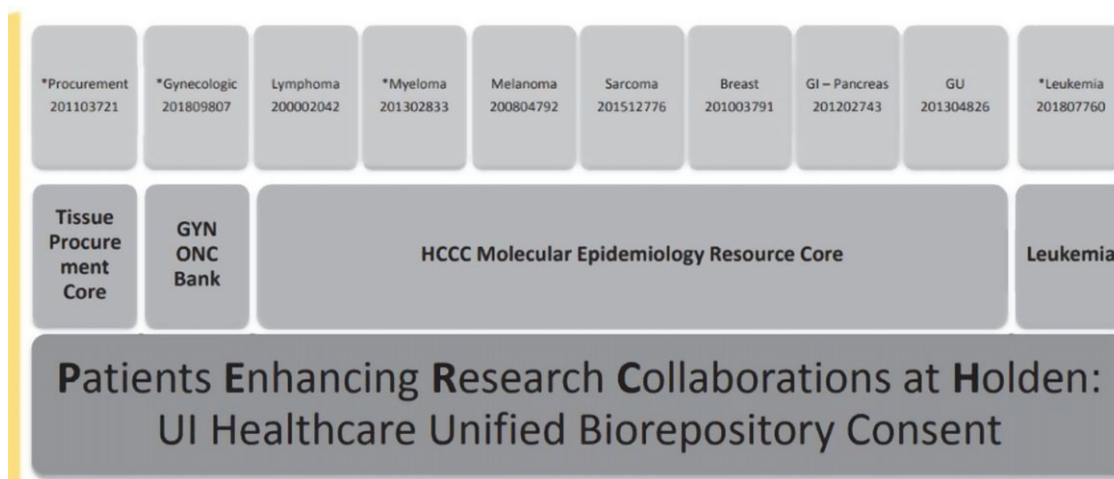 *Procurement
201103721
*Gynecologic
201809807
Lymphoma
200002042
*Myeloma
201302833
Melanoma
200804792
Sarcoma
201512776
Breast
201003791
GI – Pancreas
201202743
GU
201304826
*Leukemia
201807760
Tissue
Procure
ment
Core
GYN
ONC
Bank
HCCC Molecular Epidemiology Resource Core
Leukemia
Patients Enhancing Research Collaborations at Holden:
UI Healthcare Unified Biorepository Consent